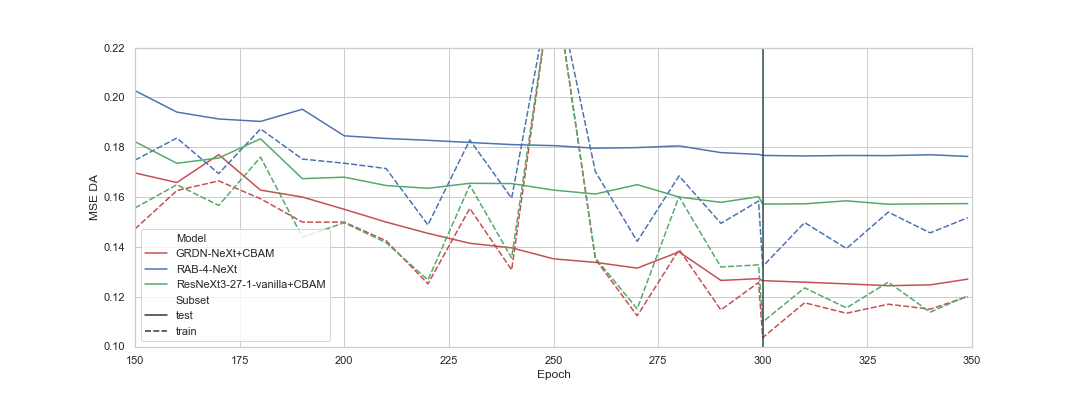 0.22
0.20
0.18
0.16
0.14
0.12
0.10
MSE DA
Model
GRDN-NeXt+CBAM
RAB-4-NeXt
ResNeXt3-27-1-vanilla+CBAM
Subset
test
train
150 175 200 225 250 275 300 325 350
Epoch